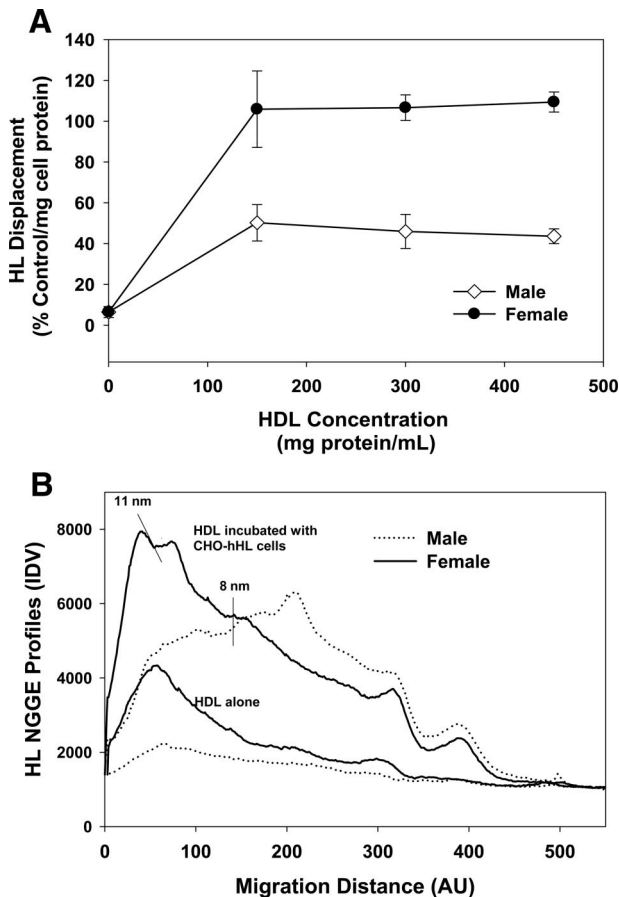 A
HL Displacement
(% Control/mg cell protein)
140
120
100
80
60
40
20
0
Male
Female
0 100 200 300 400 500
HDL Concentration
(mg protein/mL)
B
HL NGGE Profiles (IDV)
8000
6000
4000
2000
0
11 nm
HDL incubated with
CHO-hHL cells
8 nm
HDL alone
Male
Female
0 100 200 300 400 500
Migration Distance (AU)